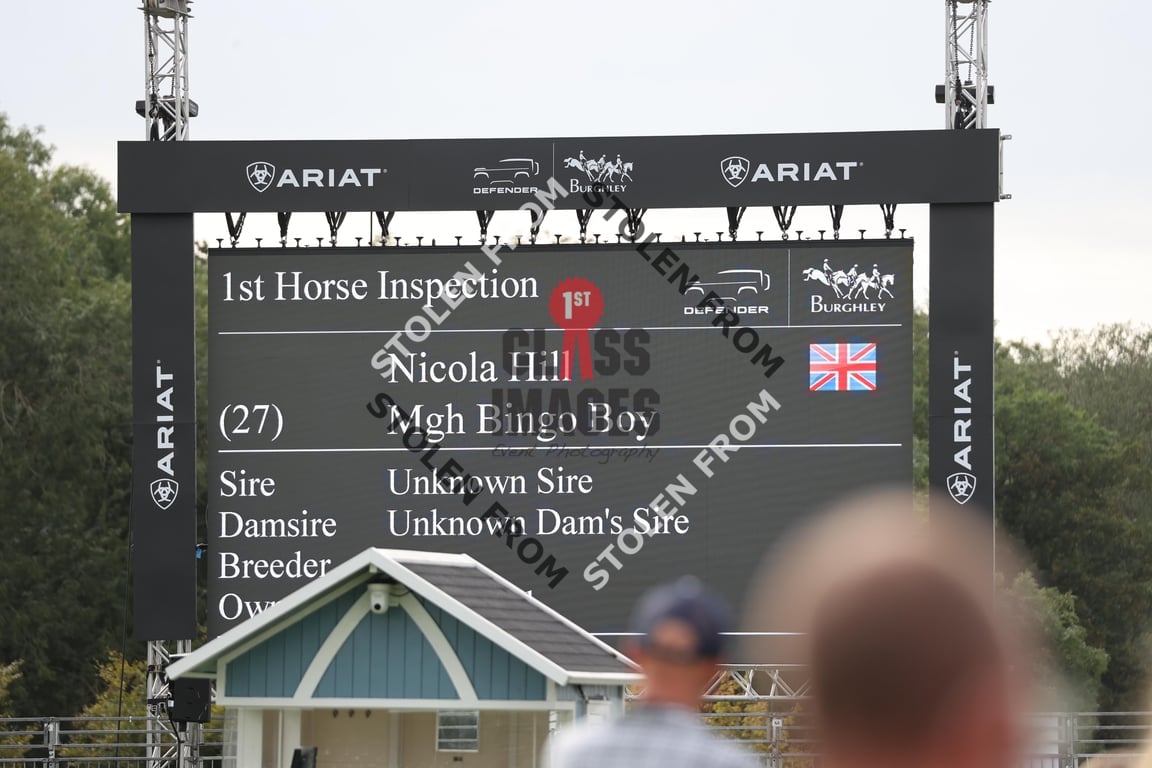 ARIAT DEFENDER BURGHLEY ARIAT
1st Horse Inspection
DEFENDER BURGHLEY
Nicola Hill
(27) Mgh Bingo Boy
Sire Unknown Sire
Damsire Unknown Dam's Sire
Breeder
ARIAT
ARIAT
1ST
CLASS
IMAGES
Event Photography
STOLEN FROM
STOLEN FROM
STOLEN FROM
STOLEN FROM